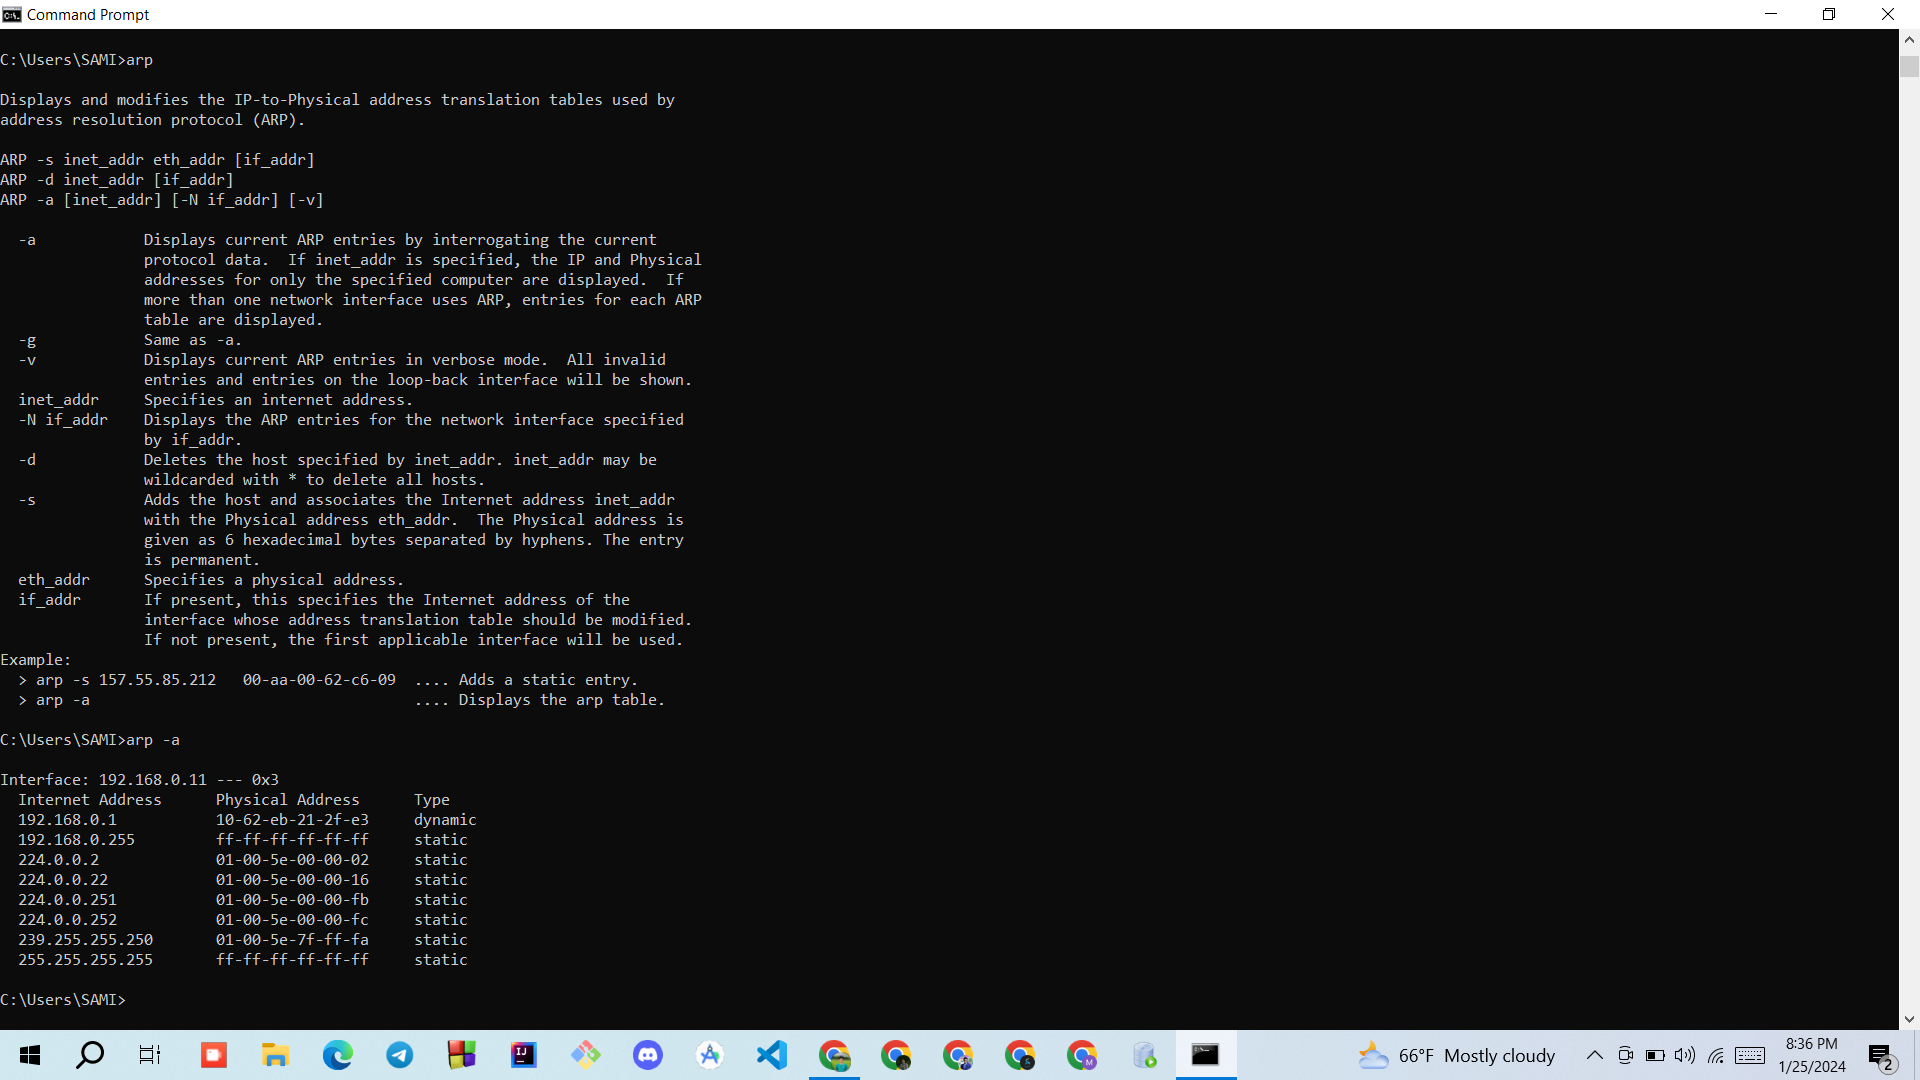 Command Prompt
C:\Users\SAMI>arp
Displays and modifies the IP-to-Physical address translation tables used by
address resolution protocol (ARP).
ARP -s inet_addr eth_addr [if_addr]
ARP -d inet_addr [if_addr]
ARP -a [inet_addr] [-N if_addr] [-v]
-a            Displays current ARP entries by interrogating the current
protocol data.  If inet_addr is specified, the IP and Physical
addresses for only the specified computer are displayed.  If
more than one network interface uses ARP, entries for each ARP
table are displayed.
-g            Same as -a.
-v            Displays current ARP entries in verbose mode.  All invalid
entries and entries on the loop-back interface will be shown.
inet_addr     Specifies an internet address.
-N if_addr    Displays the ARP entries for the network interface specified
by if_addr.
-d            Deletes the host specified by inet_addr. inet_addr may be
wildcarded with * to delete all hosts.
-s            Adds the host and associates the Internet address inet_addr
with the Physical address eth_addr.  The Physical address is
given as 6 hexadecimal bytes separated by hyphens. The entry
is permanent.
eth_addr      Specifies a physical address.
if_addr       If present, this specifies the Internet address of the
interface whose address translation table should be modified.
If not present, the first applicable interface will be used.
Example:
> arp -s 157.55.85.212   00-aa-00-62-c6-09  .... Adds a static entry.
> arp -a                                    .... Displays the arp table.
C:\Users\SAMI>arp -a
Interface: 192.168.0.11 --- 0x3
Internet Address      Physical Address      Type
192.168.0.1           10-62-eb-21-2f-e3     dynamic
192.168.0.255         ff-ff-ff-ff-ff-ff     static
224.0.0.2             01-00-5e-00-00-02     static
224.0.0.22            01-00-5e-00-00-16     static
224.0.0.251           01-00-5e-00-00-fb     static
224.0.0.252           01-00-5e-00-00-fc     static
239.255.255.250       01-00-5e-7f-ff-fa     static
255.255.255.255       ff-ff-ff-ff-ff-ff     static
C:\Users\SAMI>
66°F Mostly cloudy
8:36 PM
1/25/2024
2